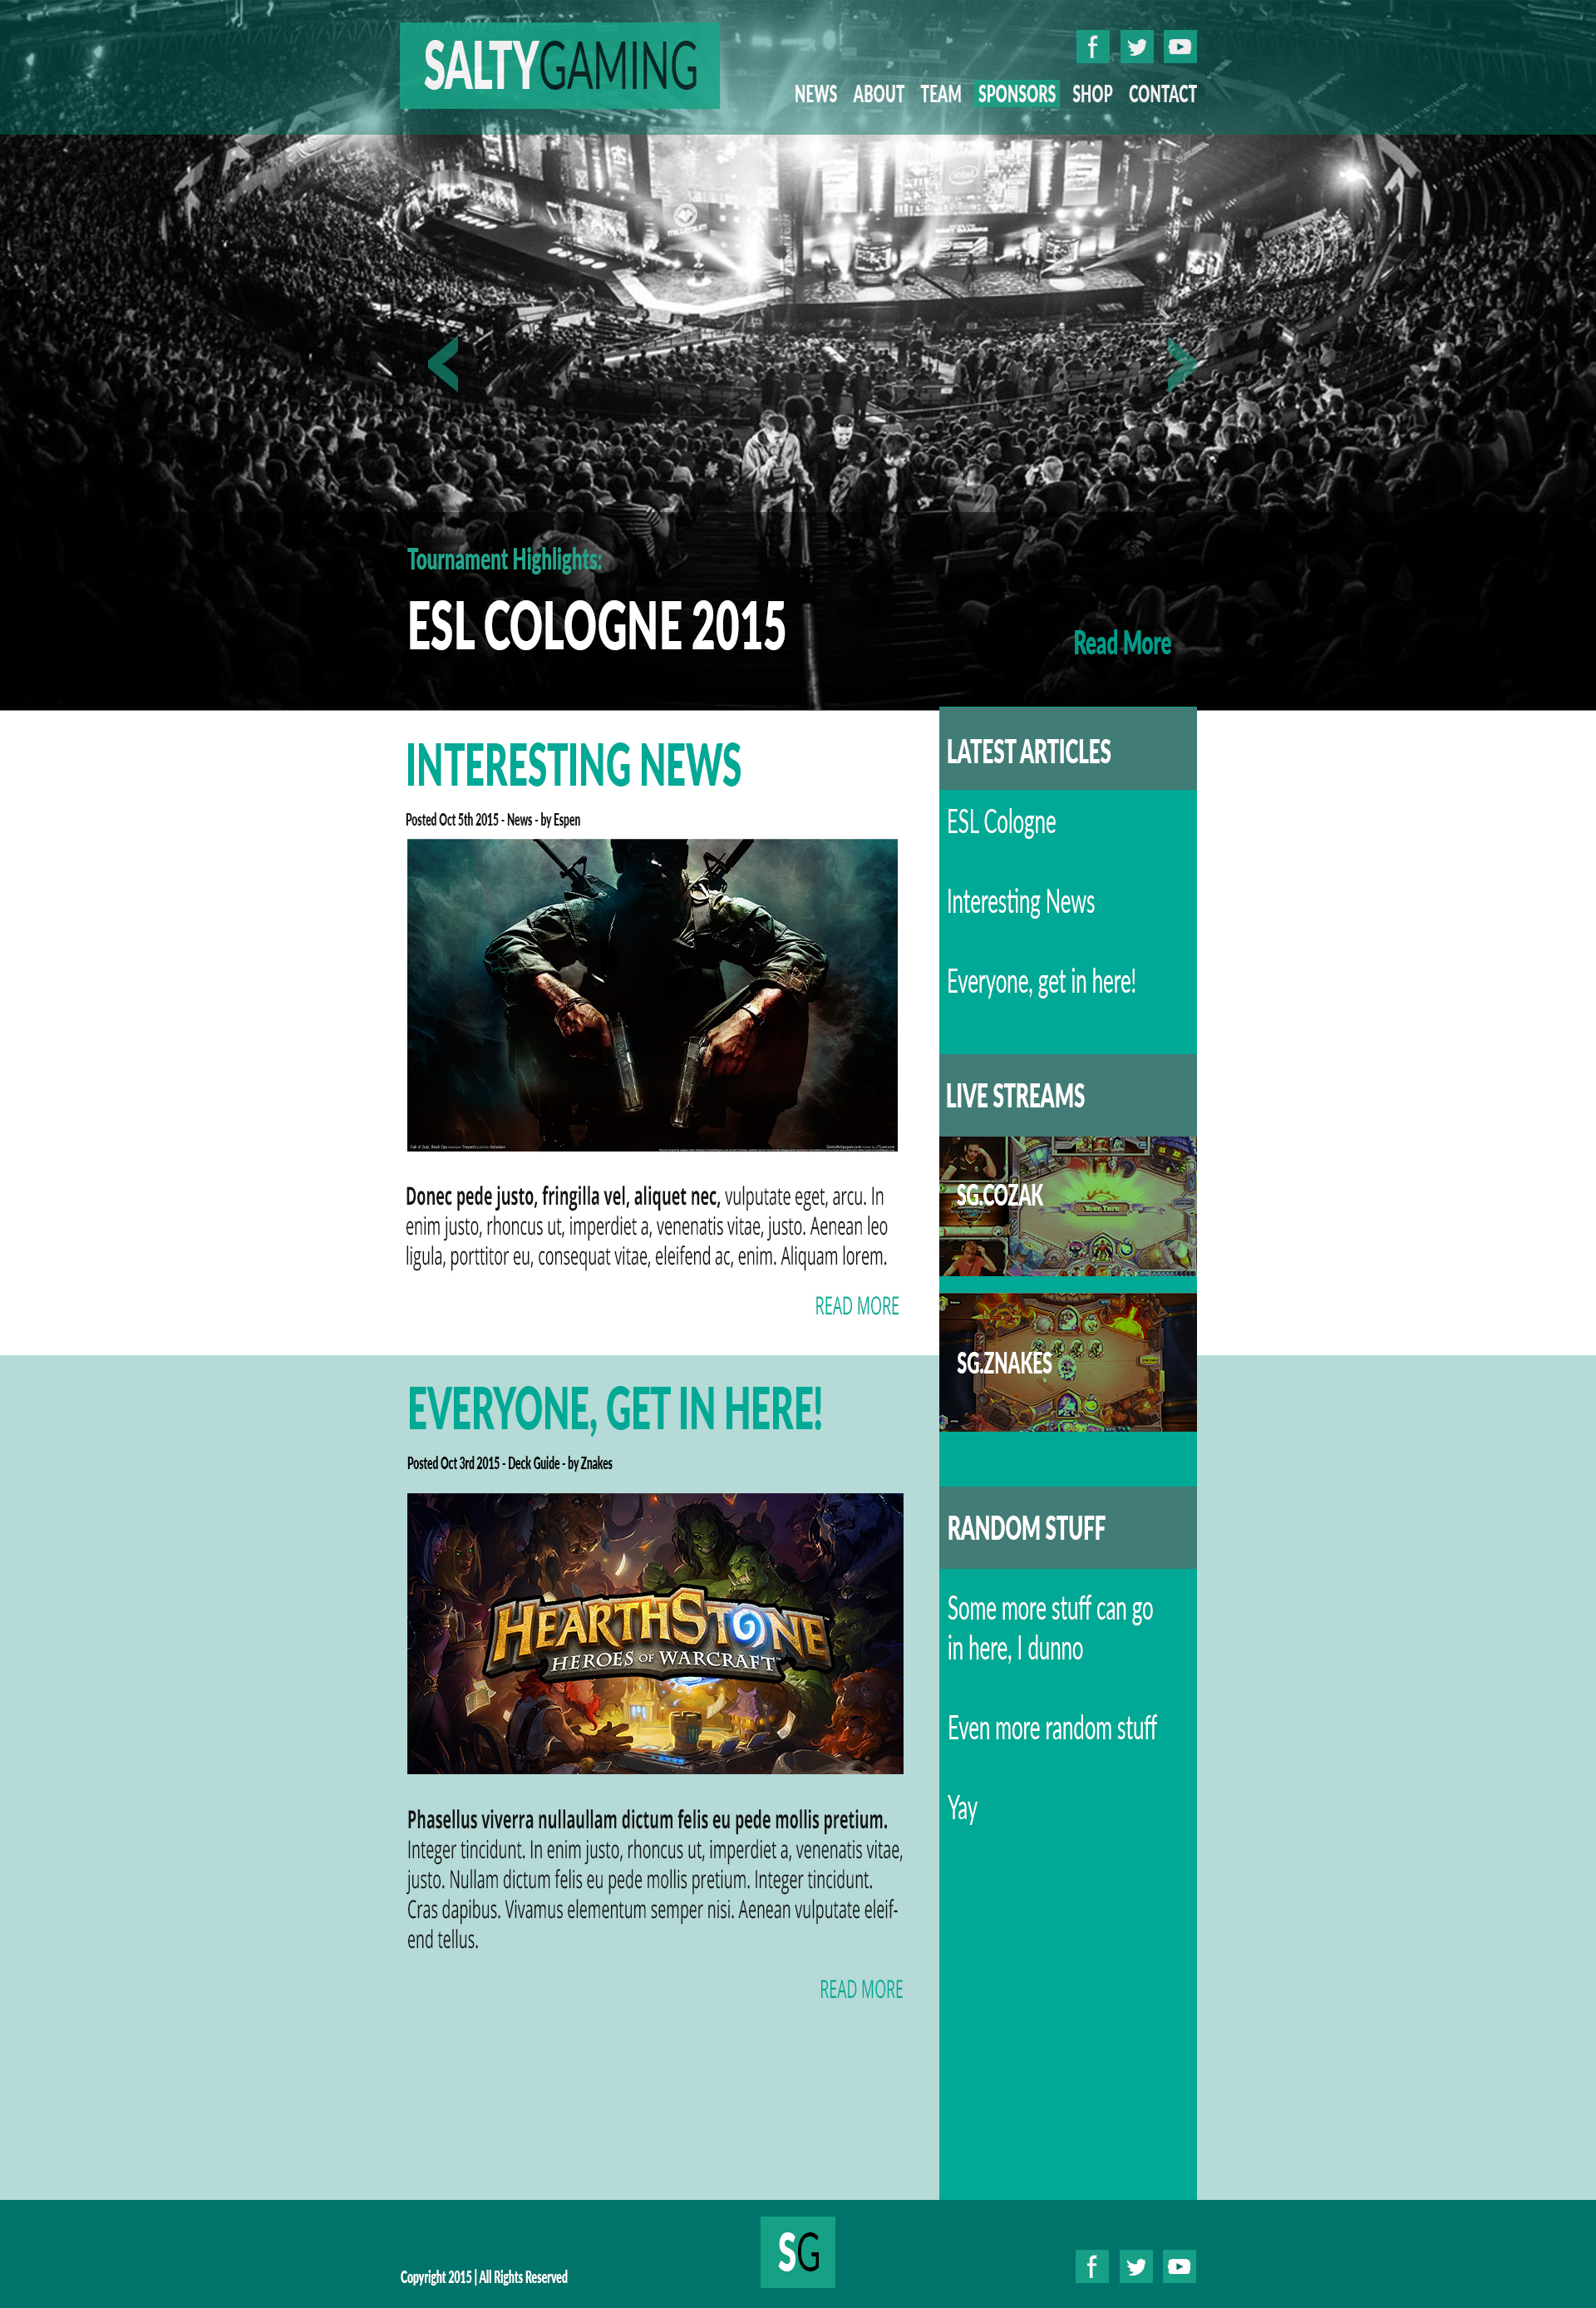 SALTYGAMING
NEWS ABOUT TEAM SPONSORS SHOP CONTACT
intel
Tournament Highlights:
ESL COLOGNE 2015
Read More
INTERESTING NEWS
Posted Oct 5th 2015 - News - by Espen
Donec pede justo, fringilla vel, aliquet nec, vulputate eget, arcu. In
enim justo, rhoncus ut, imperdiet a, venenatis vitae, justo. Aenean leo
ligula, porttitor eu, consequat vitae, eleifend ac, enim. Aliquam lorem.
READ MORE
EVERYONE, GET IN HERE!
Posted Oct 3rd 2015 - Deck Guide - by Znakes
HEARTHSTONE
HEROES OF WARCRAFT
Phasellus viverra nullaullam dictum felis eu pede mollis pretium.
Integer tincidunt. In enim justo, rhoncus ut, imperdiet a, venenatis vitae,
justo. Nullam dictum felis eu pede mollis pretium. Integer tincidunt.
Cras dapibus. Vivamus elementum semper nisi. Aenean vulputate eleif-
end tellus.
READ MORE
LATEST ARTICLES
ESL Cologne
Interesting News
Everyone, get in here!
LIVE STREAMS
SG.COZAK
Your Turn
SG.ZNAKES
RANDOM STUFF
Some more stuff can go
in here, I dunno
Even more random stuff
Yay
Copyright 2015 | All Rights Reserved
SG